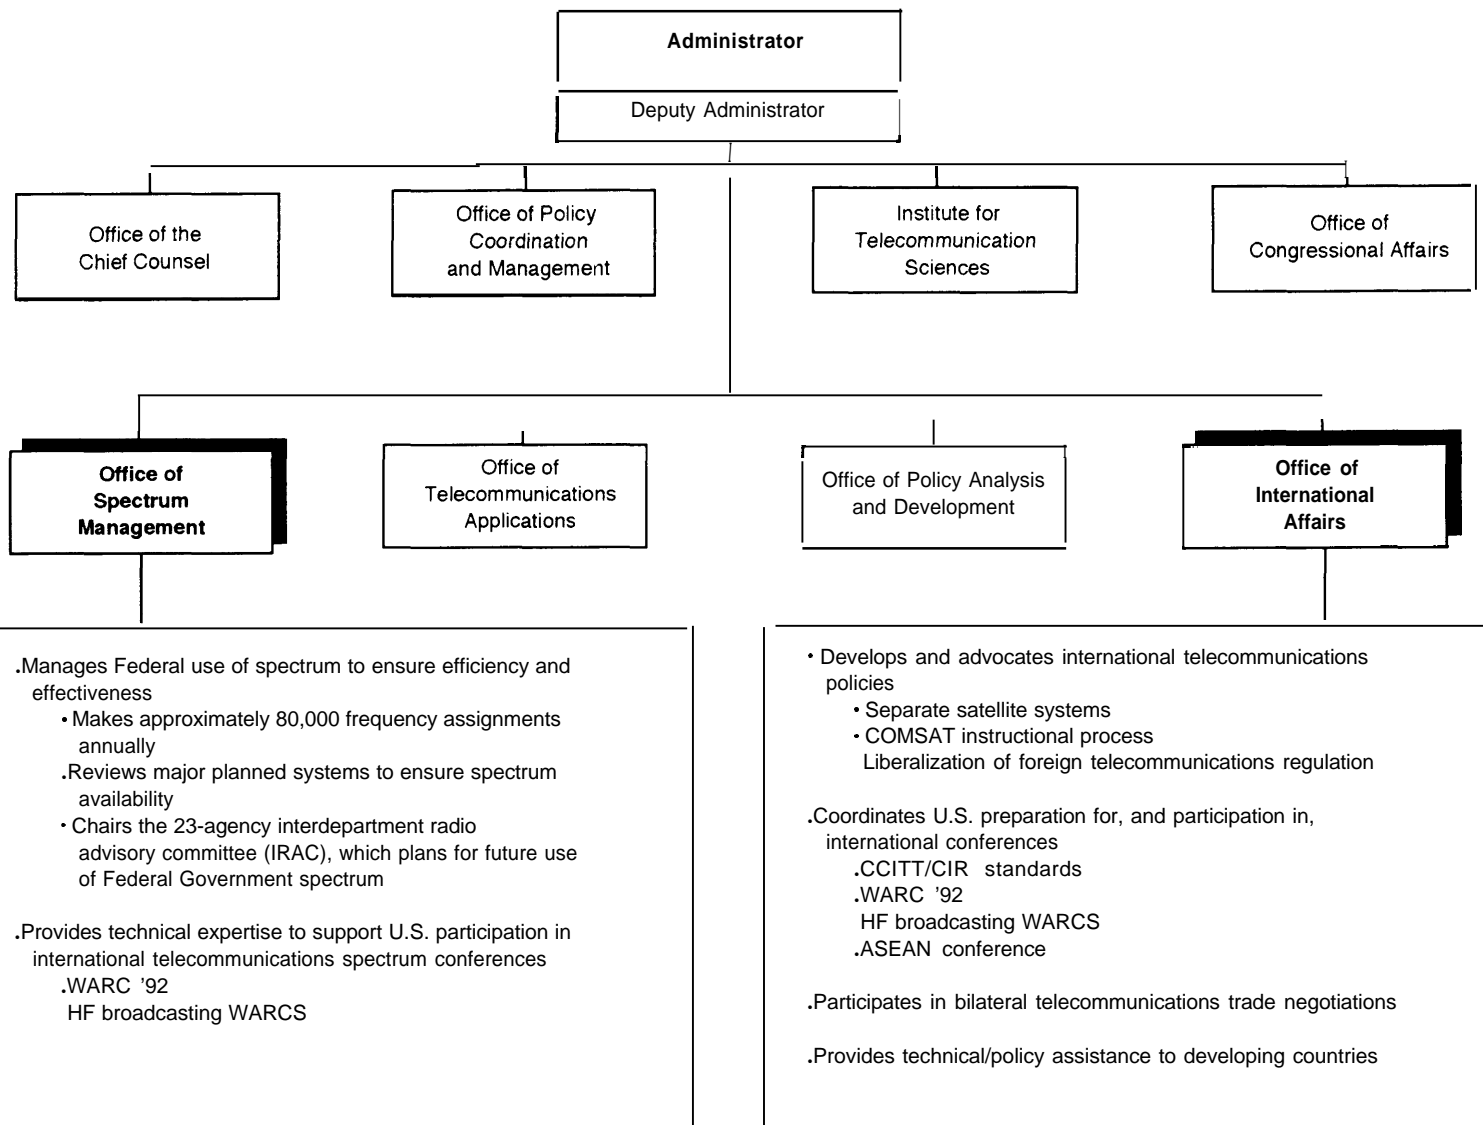 Administrator
Deputy Administrator
Office of the
Chief Counsel
Office of Policy
Coordination
and Management
Institute for
Telecommunication
Sciences
Office of
Congressional Affairs
Office of
Spectrum
Management
Office of
Telecommunications
Applications
Office of Policy Analysis
and Development
Office of
International
Affairs
.Manages Federal use of spectrum to ensure efficiency and
effectiveness
• Makes approximately 80,000 frequency assignments
annually
.Reviews major planned systems to ensure spectrum
availability
• Chairs the 23-agency interdepartment radio
advisory committee (IRAC), which plans for future use
of Federal Government spectrum
.Provides technical expertise to support U.S. participation in
international telecommunications spectrum conferences
.WARC '92
HF broadcasting WARCS
• Develops and advocates international telecommunications
policies
• Separate satellite systems
• COMSAT instructional process
Liberalization of foreign telecommunications regulation
.Coordinates U.S. preparation for, and participation in,
international conferences
.CCITT/CIR standards
.WARC '92
HF broadcasting WARCS
.ASEAN conference
.Participates in bilateral telecommunications trade negotiations
.Provides technical/policy assistance to developing countries